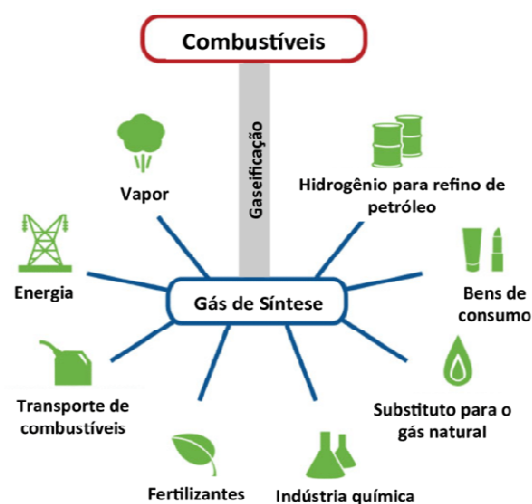 Combustíveis
Gaseificação
Vapor
Hidrogênio para refino de
petróleo
Energia
Gás de Síntese
Bens de
consumo
Transporte de
combustíveis
Substituto para o
gás natural
Fertilizantes
Indústria química